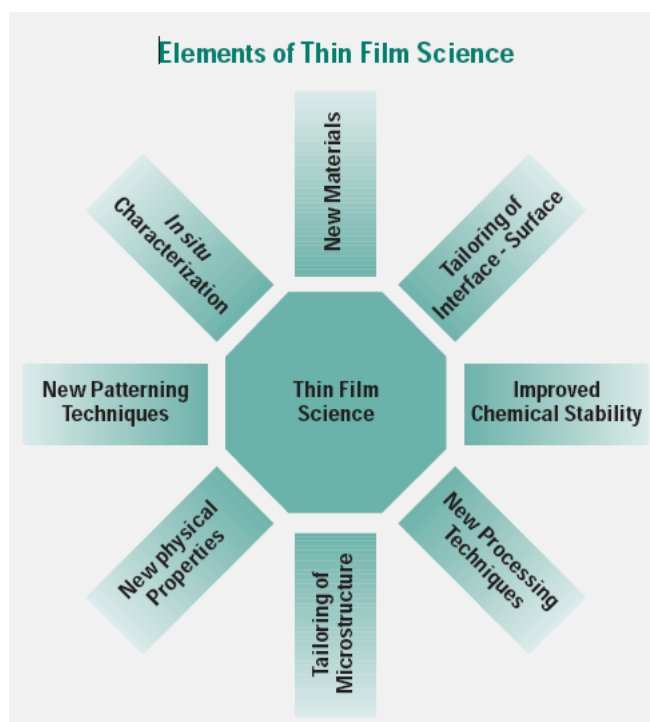 Elements of Thin Film Science
New Materials
Tailoring of
Interface - Surface
Improved
Chemical Stability
New Processing
Techniques
Tailoring of
Microstructure
New physical
Properties
New Patterning
Techniques
In situ
Characterization
Thin Film
Science